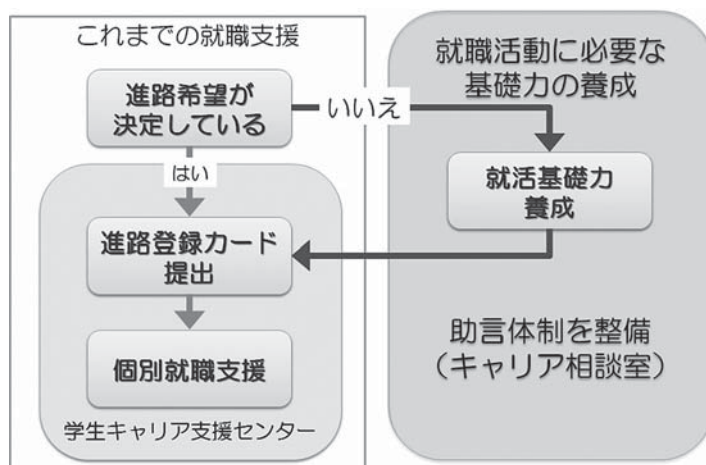 これまでの就職支援
進路希望が
決定している
いいえ
はい
進路登録カード
提出
個別就職支援
学生キャリア支援センター
就職活動に必要な
基礎力の養成
就活基礎力
養成
助言体制を整備
（キャリア相談室）